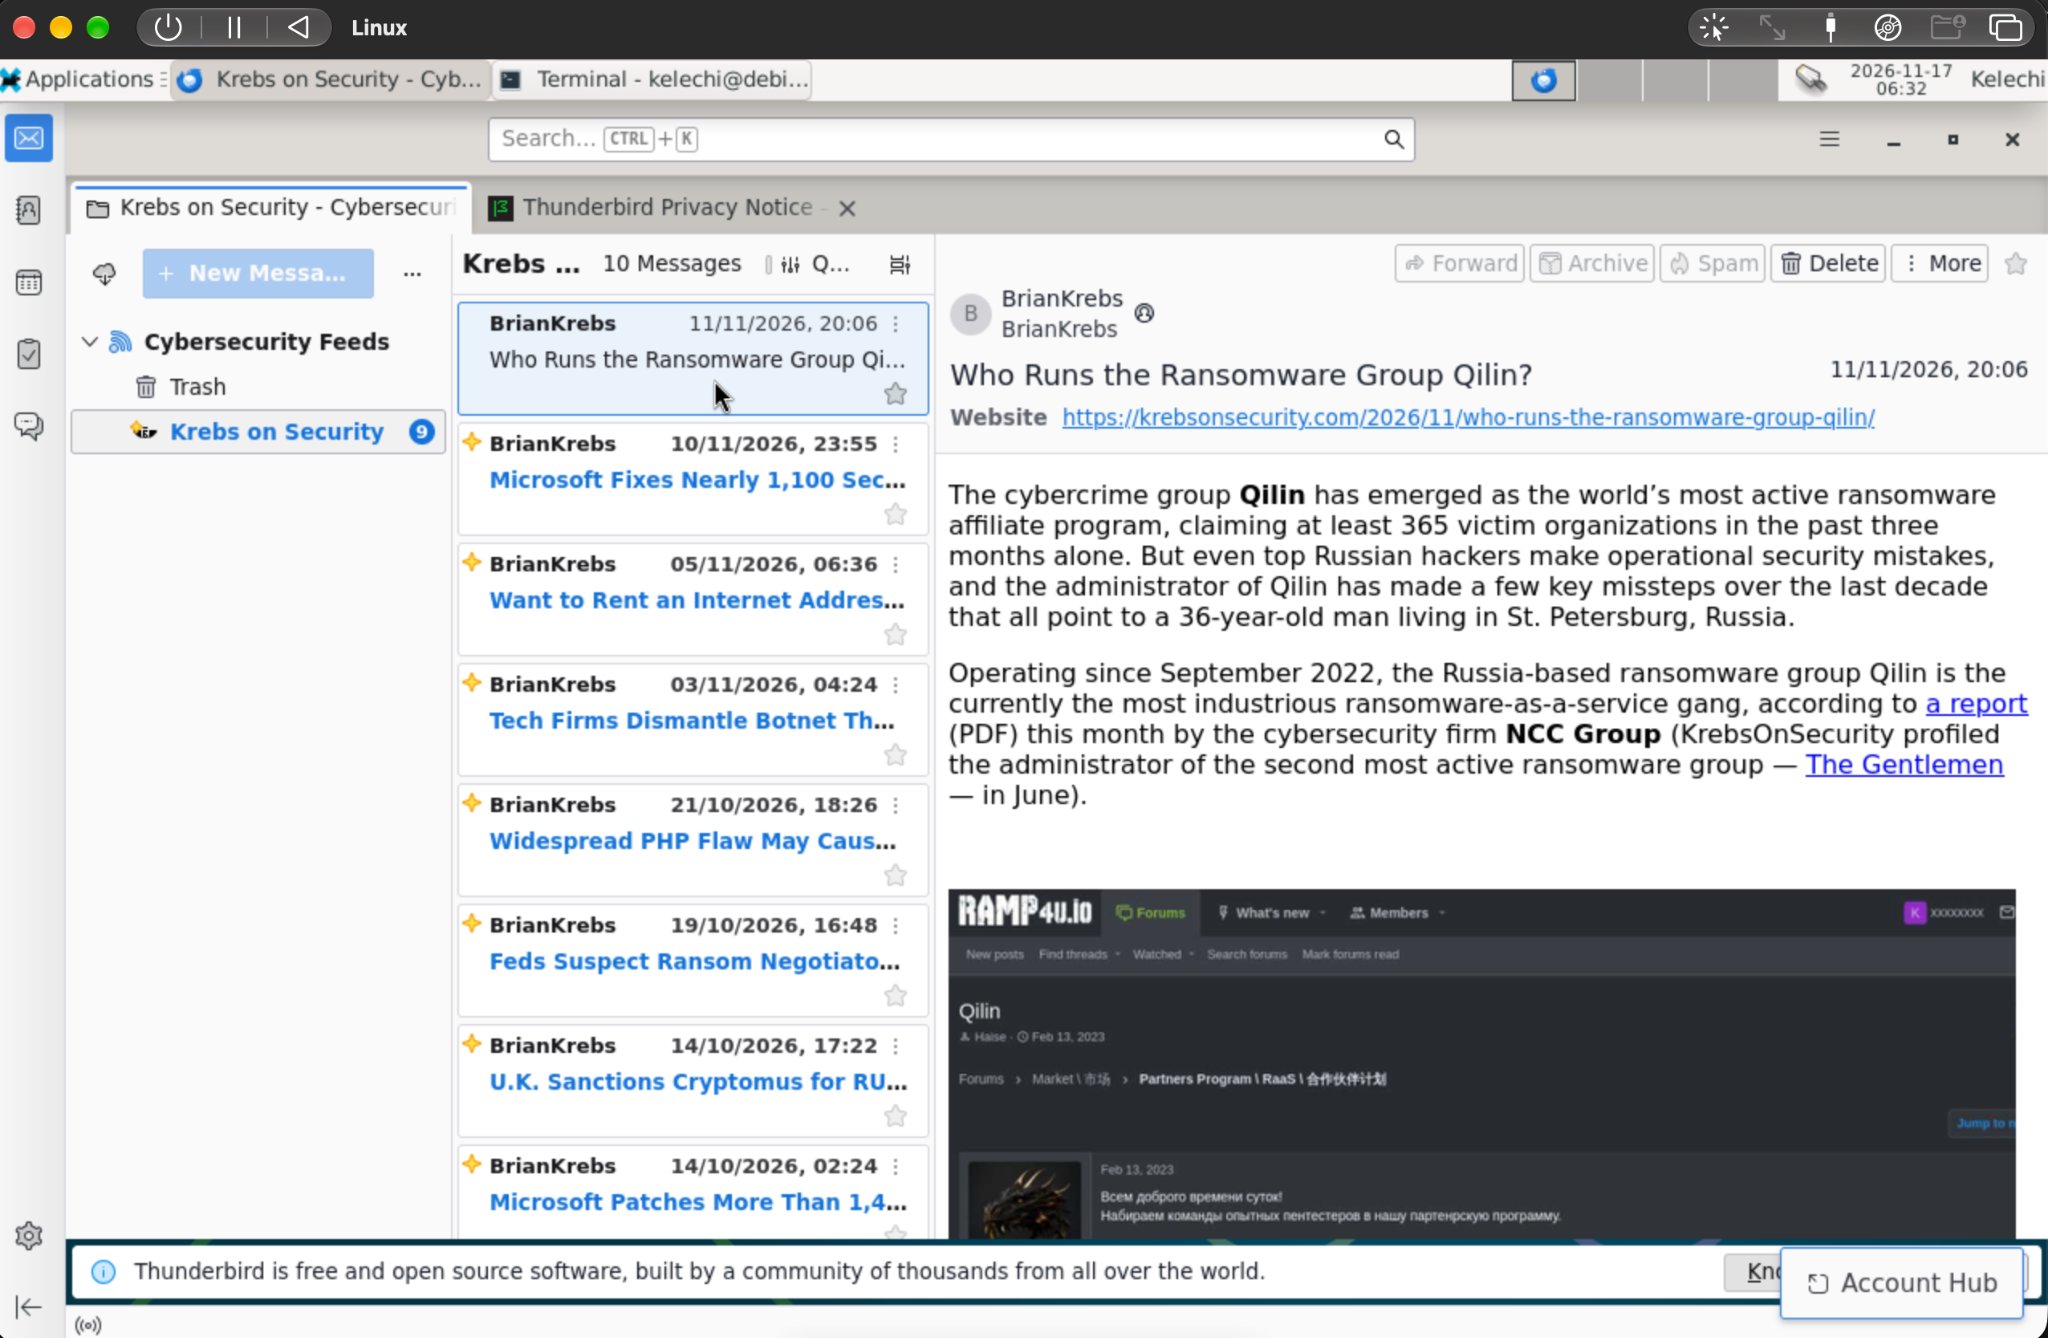 Linux
Applications
Krebs on Security - Cyb...
Terminal - kelechi@debi...
2026-11-17
06:32
Kelechi
Search... CTRL + K
Krebs on Security - Cybersecuri
Thunderbird Privacy Notice -
+ New Messa...
Cybersecurity Feeds
Trash
Krebs on Security 9
Krebs ... 10 Messages Q...
BrianKrebs 11/11/2026, 20:06
Who Runs the Ransomware Group Qi...
BrianKrebs 10/11/2026, 23:55
Microsoft Fixes Nearly 1,100 Sec...
BrianKrebs 05/11/2026, 06:36
Want to Rent an Internet Addres...
BrianKrebs 03/11/2026, 04:24
Tech Firms Dismantle Botnet Th...
BrianKrebs 21/10/2026, 18:26
Widespread PHP Flaw May Caus...
BrianKrebs 19/10/2026, 16:48
Feds Suspect Ransom Negotiato...
BrianKrebs 14/10/2026, 17:22
U.K. Sanctions Cryptomus for RU...
BrianKrebs 14/10/2026, 02:24
Microsoft Patches More Than 1,4...
Forward Archive Spam Delete More
B
BrianKrebs
BrianKrebs
Who Runs the Ransomware Group Qilin? 11/11/2026, 20:06
Website https://krebsonsecurity.com/2026/11/who-runs-the-ransomware-group-qilin/
The cybercrime group Qilin has emerged as the world’s most active ransomware
affiliate program, claiming at least 365 victim organizations in the past three
months alone. But even top Russian hackers make operational security mistakes,
and the administrator of Qilin has made a few key missteps over the last decade
that all point to a 36-year-old man living in St. Petersburg, Russia.
Operating since September 2022, the Russia-based ransomware group Qilin is the
currently the most industrious ransomware-as-a-service gang, according to a report
(PDF) this month by the cybersecurity firm NCC Group (KrebsOnSecurity profiled
the administrator of the second most active ransomware group — The Gentlemen
— in June).
RAMP4U.io Forums What's new Members K xxxxxxxx
New posts Find threads Watched Search forums Mark forums read
Qilin
Haise · Feb 13, 2023
Forums › Market \ 市场 › Partners Program \ RaaS \ 合作伙伴计划
Jump to n
Feb 13, 2023
Всем доброго времени суток!
Набираем команды опытных пентестеров в нашу партенрскую программу.
Thunderbird is free and open source software, built by a community of thousands from all over the world.
Kno
Account Hub